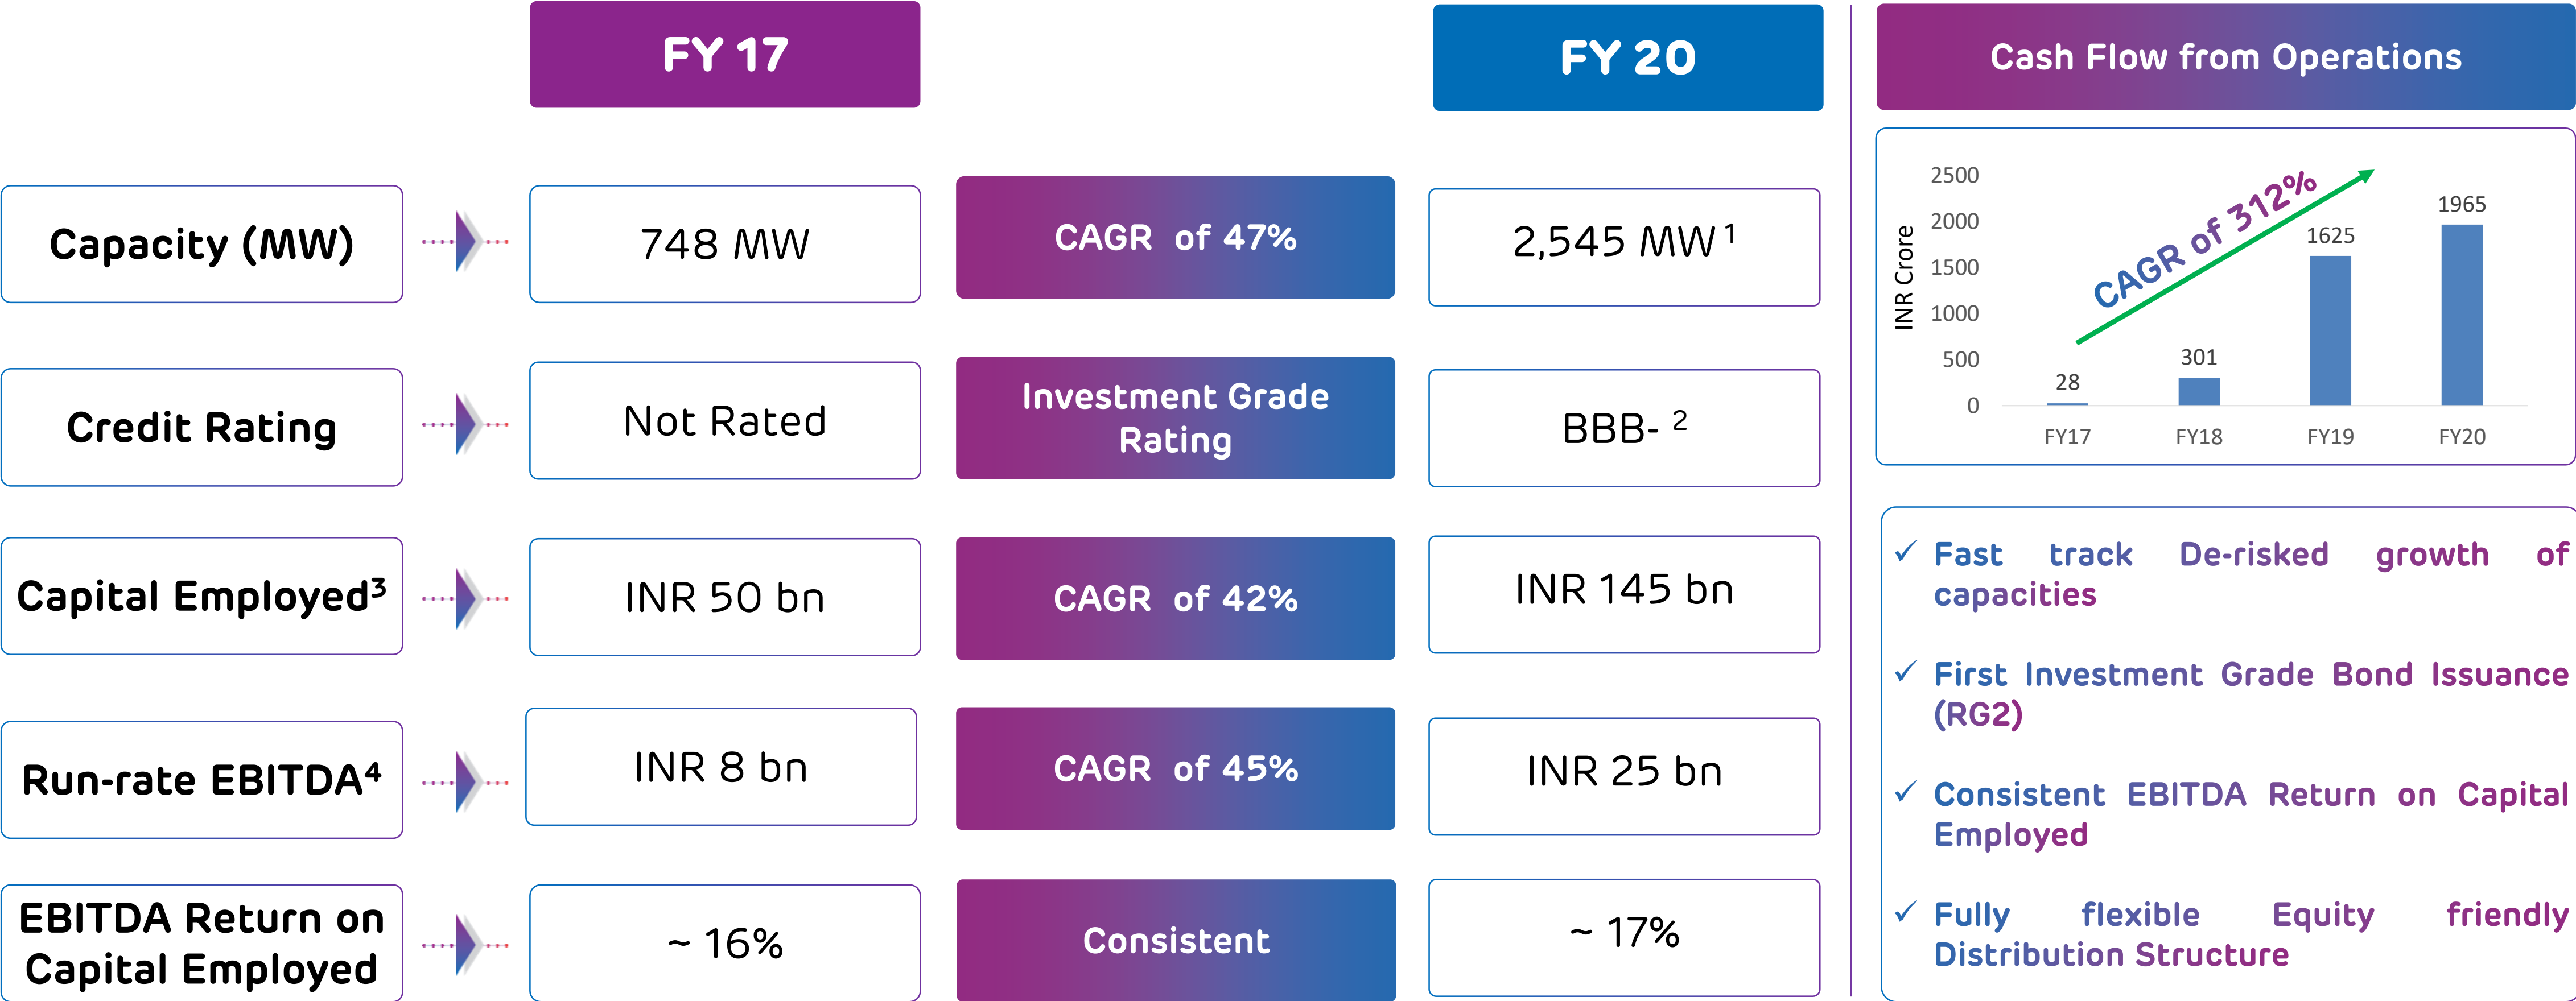 FY 17
FY 20
Capacity (MW)
748 MW
CAGR of 47%
2,545 MW 1
Credit Rating
Not Rated
Investment Grade
Rating
BBB- 2
Capital Employed3
INR 50 bn
CAGR of 42%
INR 145 bn
Run-rate EBITDA4
INR 8 bn
CAGR of 45%
INR 25 bn
EBITDA Return on
Capital Employed
~ 16%
Consistent
~ 17%
Cash Flow from Operations
INR Crore
2500
2000
1500
1000
500
0
CAGR of 312%
28
301
1625
1965
FY17
FY18
FY19
FY20
✓ Fast track De-risked growth of
capacities
✓ First Investment Grade Bond Issuance
(RG2)
✓ Consistent EBITDA Return on Capital
Employed
✓ Fully flexible Equity friendly
Distribution Structure